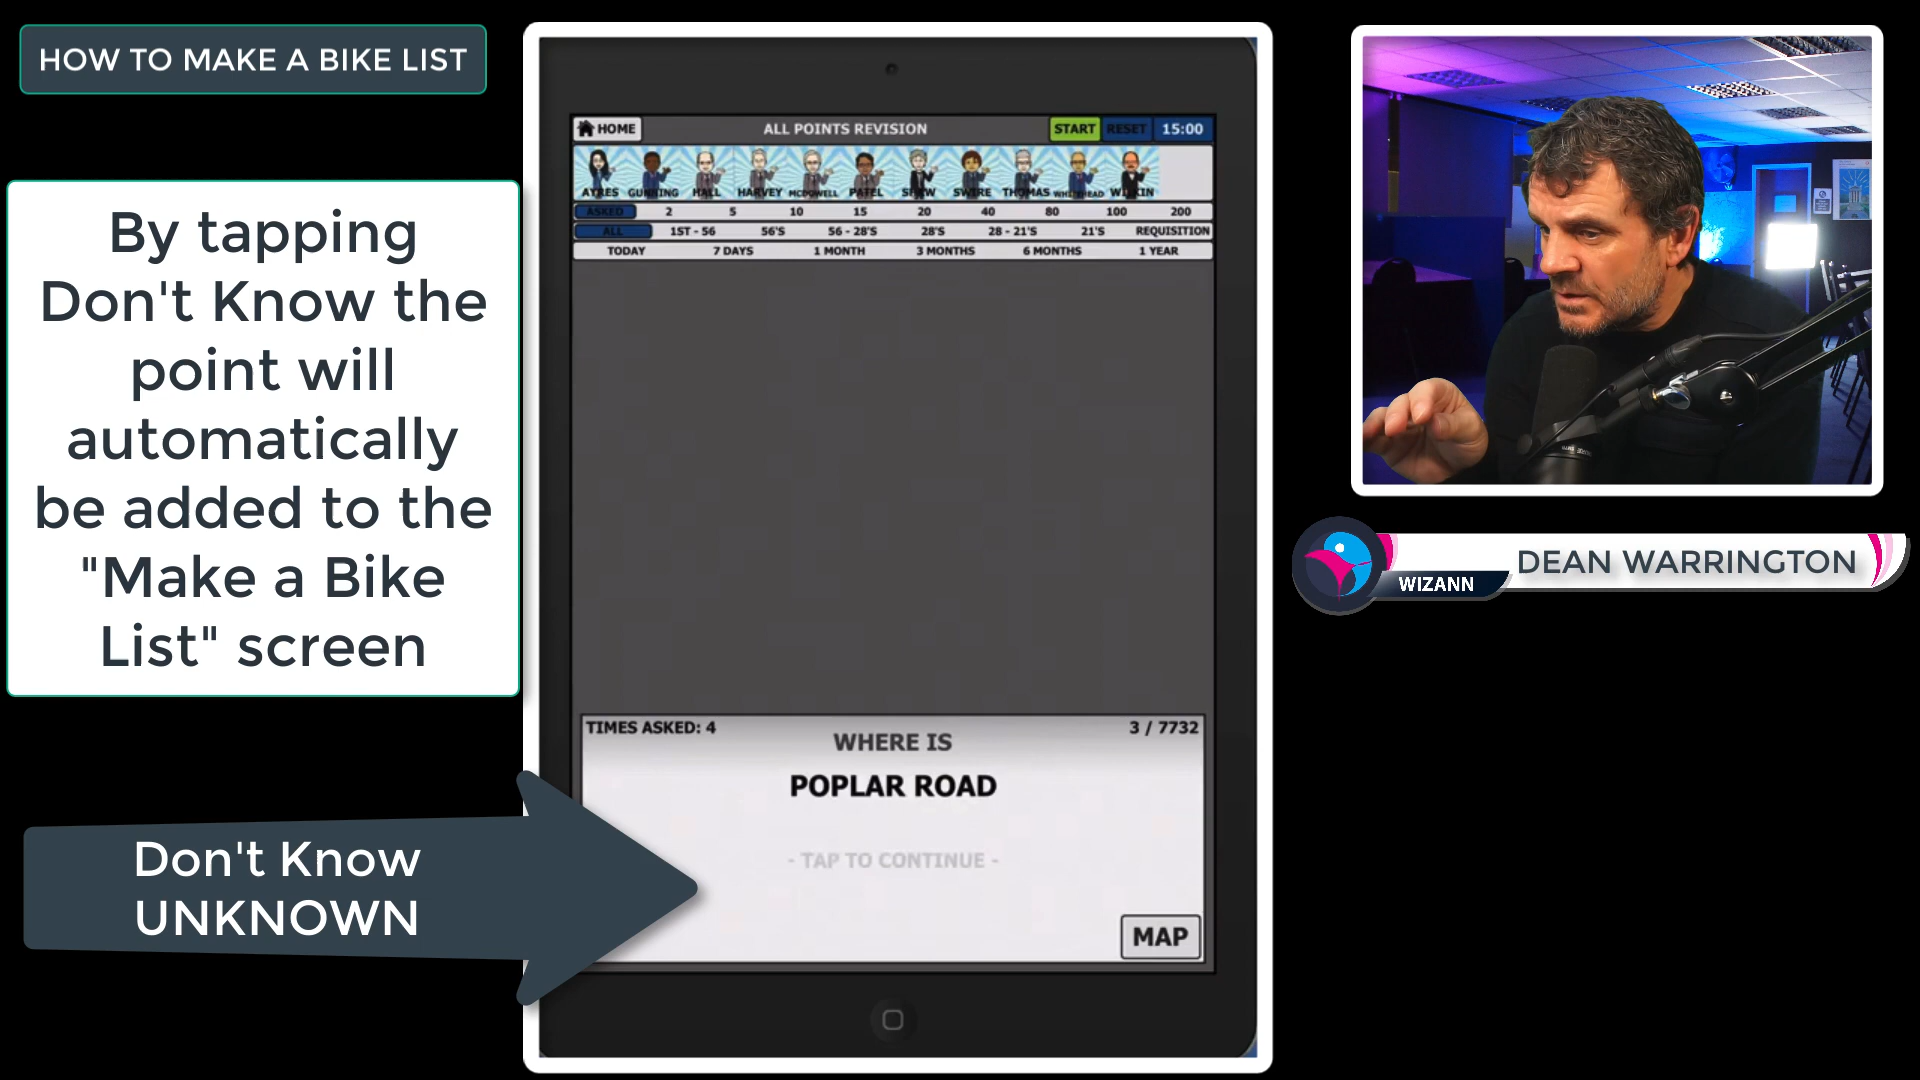 HOW TO MAKE A BIKE LIST
By tapping
Don't Know the
point will
automatically
be added to the
"Make a Bike
List" screen
Don't Know
UNKNOWN
HOME
ALL POINTS REVISION
START
RESET
15:00
AYRES GUNNING HALL HARVEY MCDOWELL PATEL SHAW SWIRE THOMAS WHITEHEAD WILKIN
ASKED 2 5 10 15 20 40 80 100 200
ALL 1ST - 56 56'S 56 - 28'S 28'S 28 - 21'S 21'S REQUISITION
TODAY 7 DAYS 1 MONTH 3 MONTHS 6 MONTHS 1 YEAR
TIMES ASKED: 4
3 / 7732
WHERE IS
POPLAR ROAD
- TAP TO CONTINUE -
MAP
DEAN WARRINGTON
WIZANN